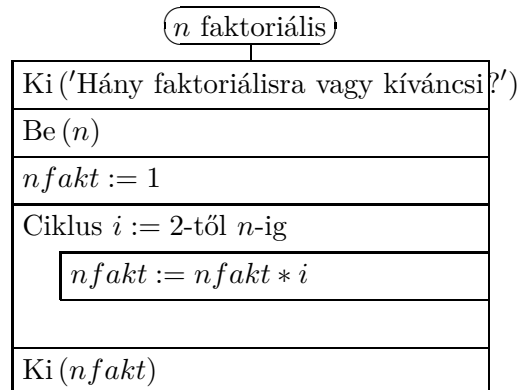 n faktoriális
Ki('Hány faktoriálisra vagy kíváncsi?')
Be(n)
nfakt := 1
Ciklus i := 2-től n-ig
nfakt := nfakt * i
Ki(nfakt)